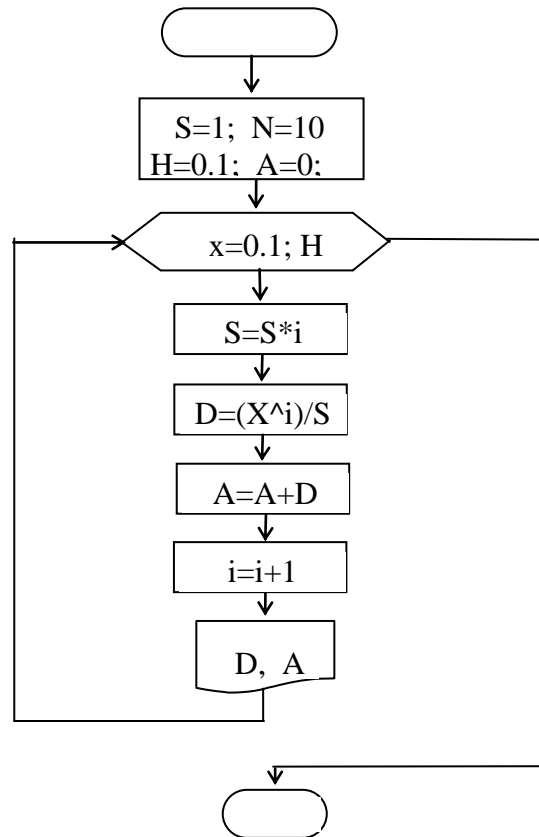 S=1; N=10
H=0.1; A=0;
x=0.1; H
S=S*i
D=(X^i)/S
A=A+D
i=i+1
D, A